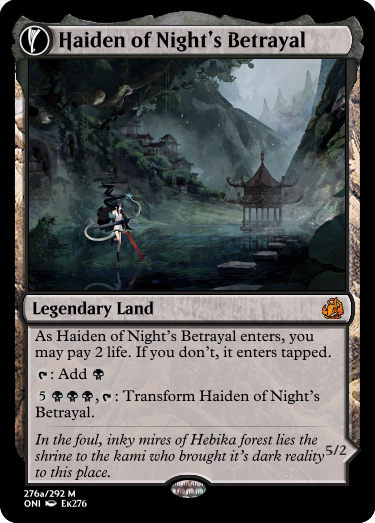 Haiden of Night's Betrayal
Legendary Land
As Haiden of Night's Betrayal enters, you
may pay 2 life. If you don't, it enters tapped.
: Add
5 , : Transform Haiden of Night's
Betrayal.
In the foul, inky mires of Hebika forest lies the
shrine to the kami who brought it's dark reality
to this place.
5/2
276a/292 M
ONI Ek276